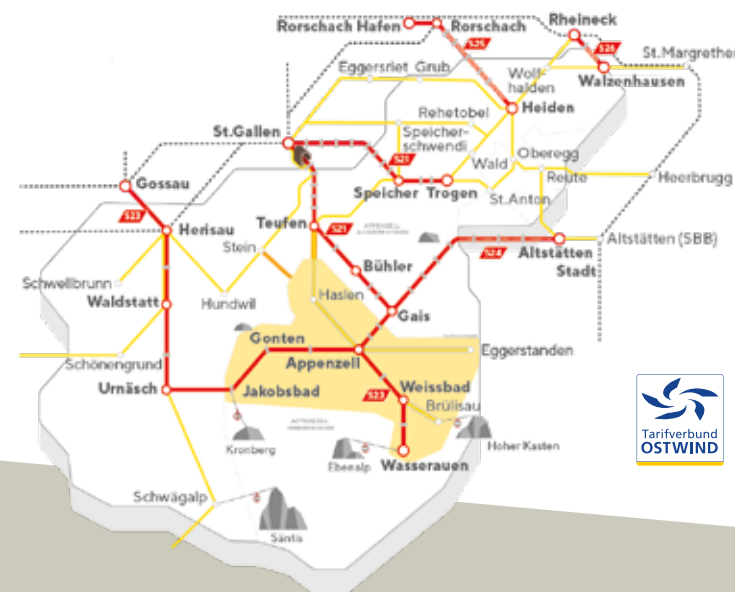 Rheineck
Rorschach Hafen
Rorschach
S25
S26
St.Margrethen
Eggersriet
Grub
Wolf-
halden
Walzenhausen
Heiden
Rehetobel
St.Gallen
Speicher-
schwendi
S21
Wald
Oberegg
Reute
Heerbrugg
Gossau
Speicher
Trogen
St.Anton
S23
Teufen
S21
Herisau
Stein
Altstätten (SBB)
S24
Altstätten
Stadt
Bühler
Schwellbrunn
Waldstatt
Hundwil
Haslen
Gais
Gonten
Appenzell
Eggerstanden
Schönengrund
Urnäsch
Jakobsbad
S23
Weissbad
Brülisau
Kronberg
Hoher Kasten
Ebenalp
Wasserauen
Schwägalp
Säntis
Tarifverbund
OSTWIND